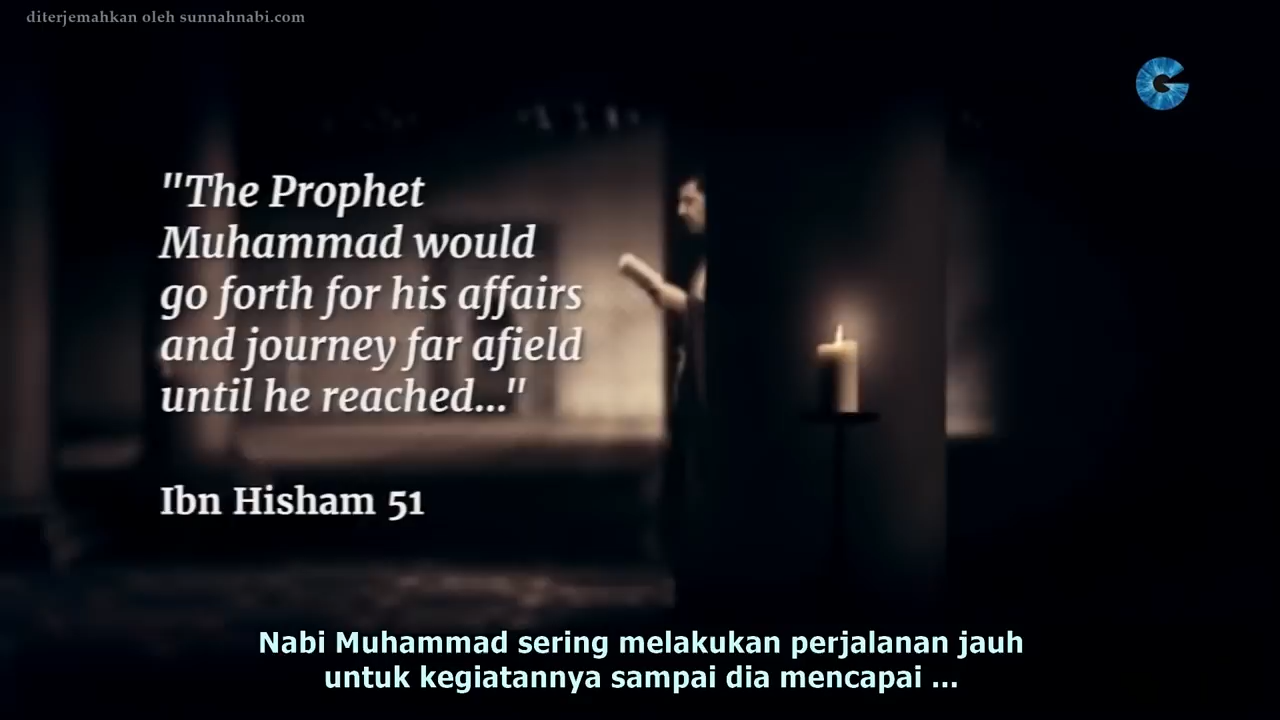 diterjemahkan oleh sunnahnabi.com
"The Prophet
Muhammad would
go forth for his affairs
and journey far afield
until he reached..."
Ibn Hisham 51
Nabi Muhammad sering melakukan perjalanan jauh
untuk kegiatannya sampai dia mencapai ...